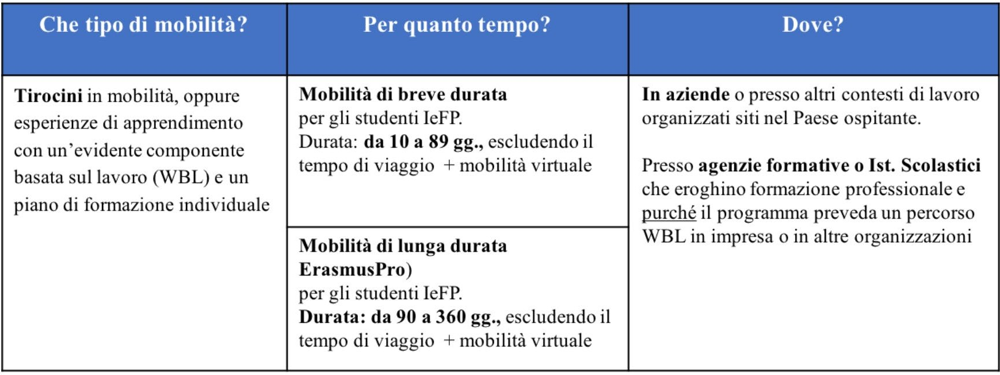 Che tipo di mobilità?
Per quanto tempo?
Dove?
Tirocini in mobilità, oppure
esperienze di apprendimento
con un’evidente componente
basata sul lavoro (WBL) e un
piano di formazione individuale
Mobilità di breve durata
per gli studenti IeFP.
Durata: da 10 a 89 gg., escludendo il
tempo di viaggio + mobilità virtuale
Mobilità di lunga durata
ErasmusPro)
per gli studenti IeFP.
Durata: da 90 a 360 gg., escludendo il
tempo di viaggio + mobilità virtuale
In aziende o presso altri contesti di lavoro
organizzati siti nel Paese ospitante.
Presso agenzie formative o Ist. Scolastici
che eroghino formazione professionale e
purché il programma preveda un percorso
WBL in impresa o in altre organizzazioni